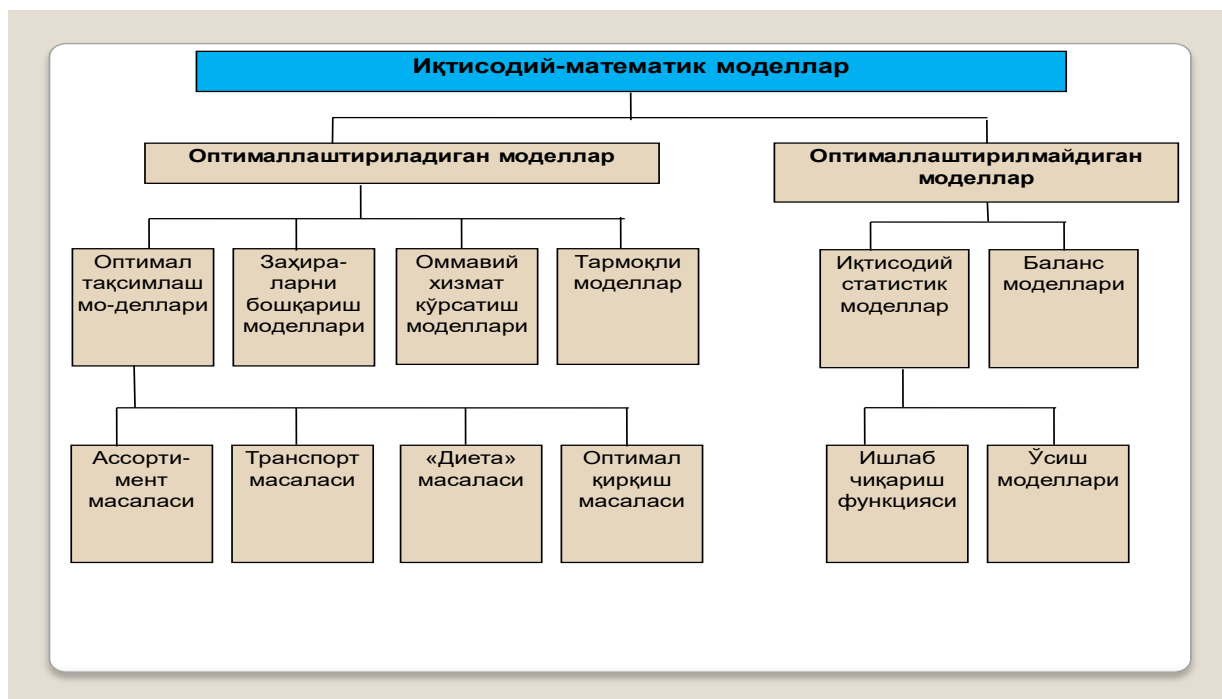 Иқтисодий-математик моделлар
Оптималлаштириладиган моделлар
Оптималлаштирилмайдиган
моделлар
Оптимал
тақсимлаш
мо-деллари
Заҳира-
ларни
бошқариш
моделлари
Оммавий
хизмат
кўрсатиш
моделлари
Тармоқли
моделлар
Иқтисодий
статистик
моделлар
Баланс
моделлари
Ассорти-
мент
масаласи
Транспорт
масаласи
«Диета»
масаласи
Оптимал
қирқиш
масаласи
Ишлаб
чиқариш
функцияси
Ўсиш
моделлари